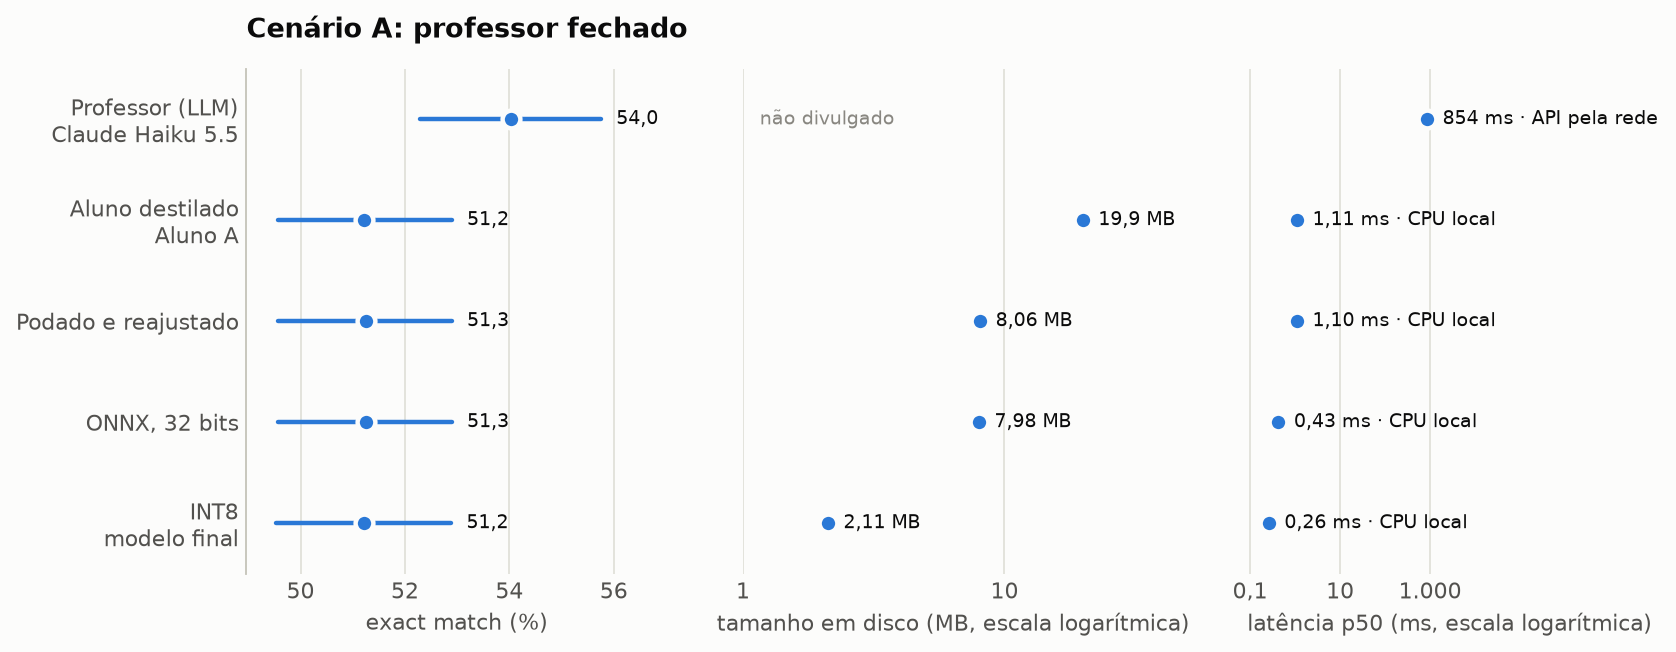 Cenário A: professor fechado
Professor (LLM)
Claude Haiku 5.5
54,0
não divulgado
854 ms · API pela rede
Aluno destilado
Aluno A
51,2
19,9 MB
1,11 ms · CPU local
Podado e reajustado
51,3
8,06 MB
1,10 ms · CPU local
ONNX, 32 bits
51,3
7,98 MB
0,43 ms · CPU local
INT8
modelo final
51,2
2,11 MB
0,26 ms · CPU local
50 52 54 56
1 10
0,1 10 1.000
exact match (%)
tamanho em disco (MB, escala logarítmica)
latência p50 (ms, escala logarítmica)